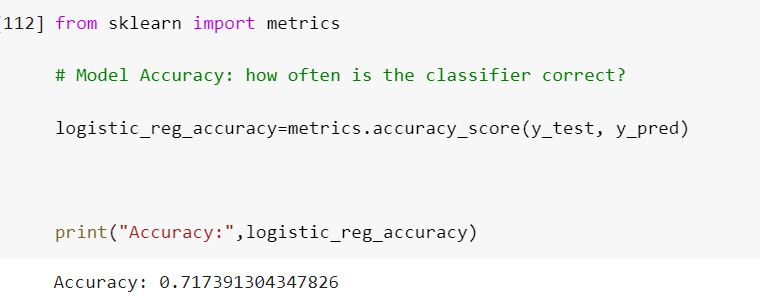 [112] from sklearn import metrics
# Model Accuracy: how often is the classifier correct?
logistic_reg_accuracy=metrics.accuracy_score(y_test, y_pred)
print("Accuracy:",logistic_reg_accuracy)
Accuracy: 0.717391304347826